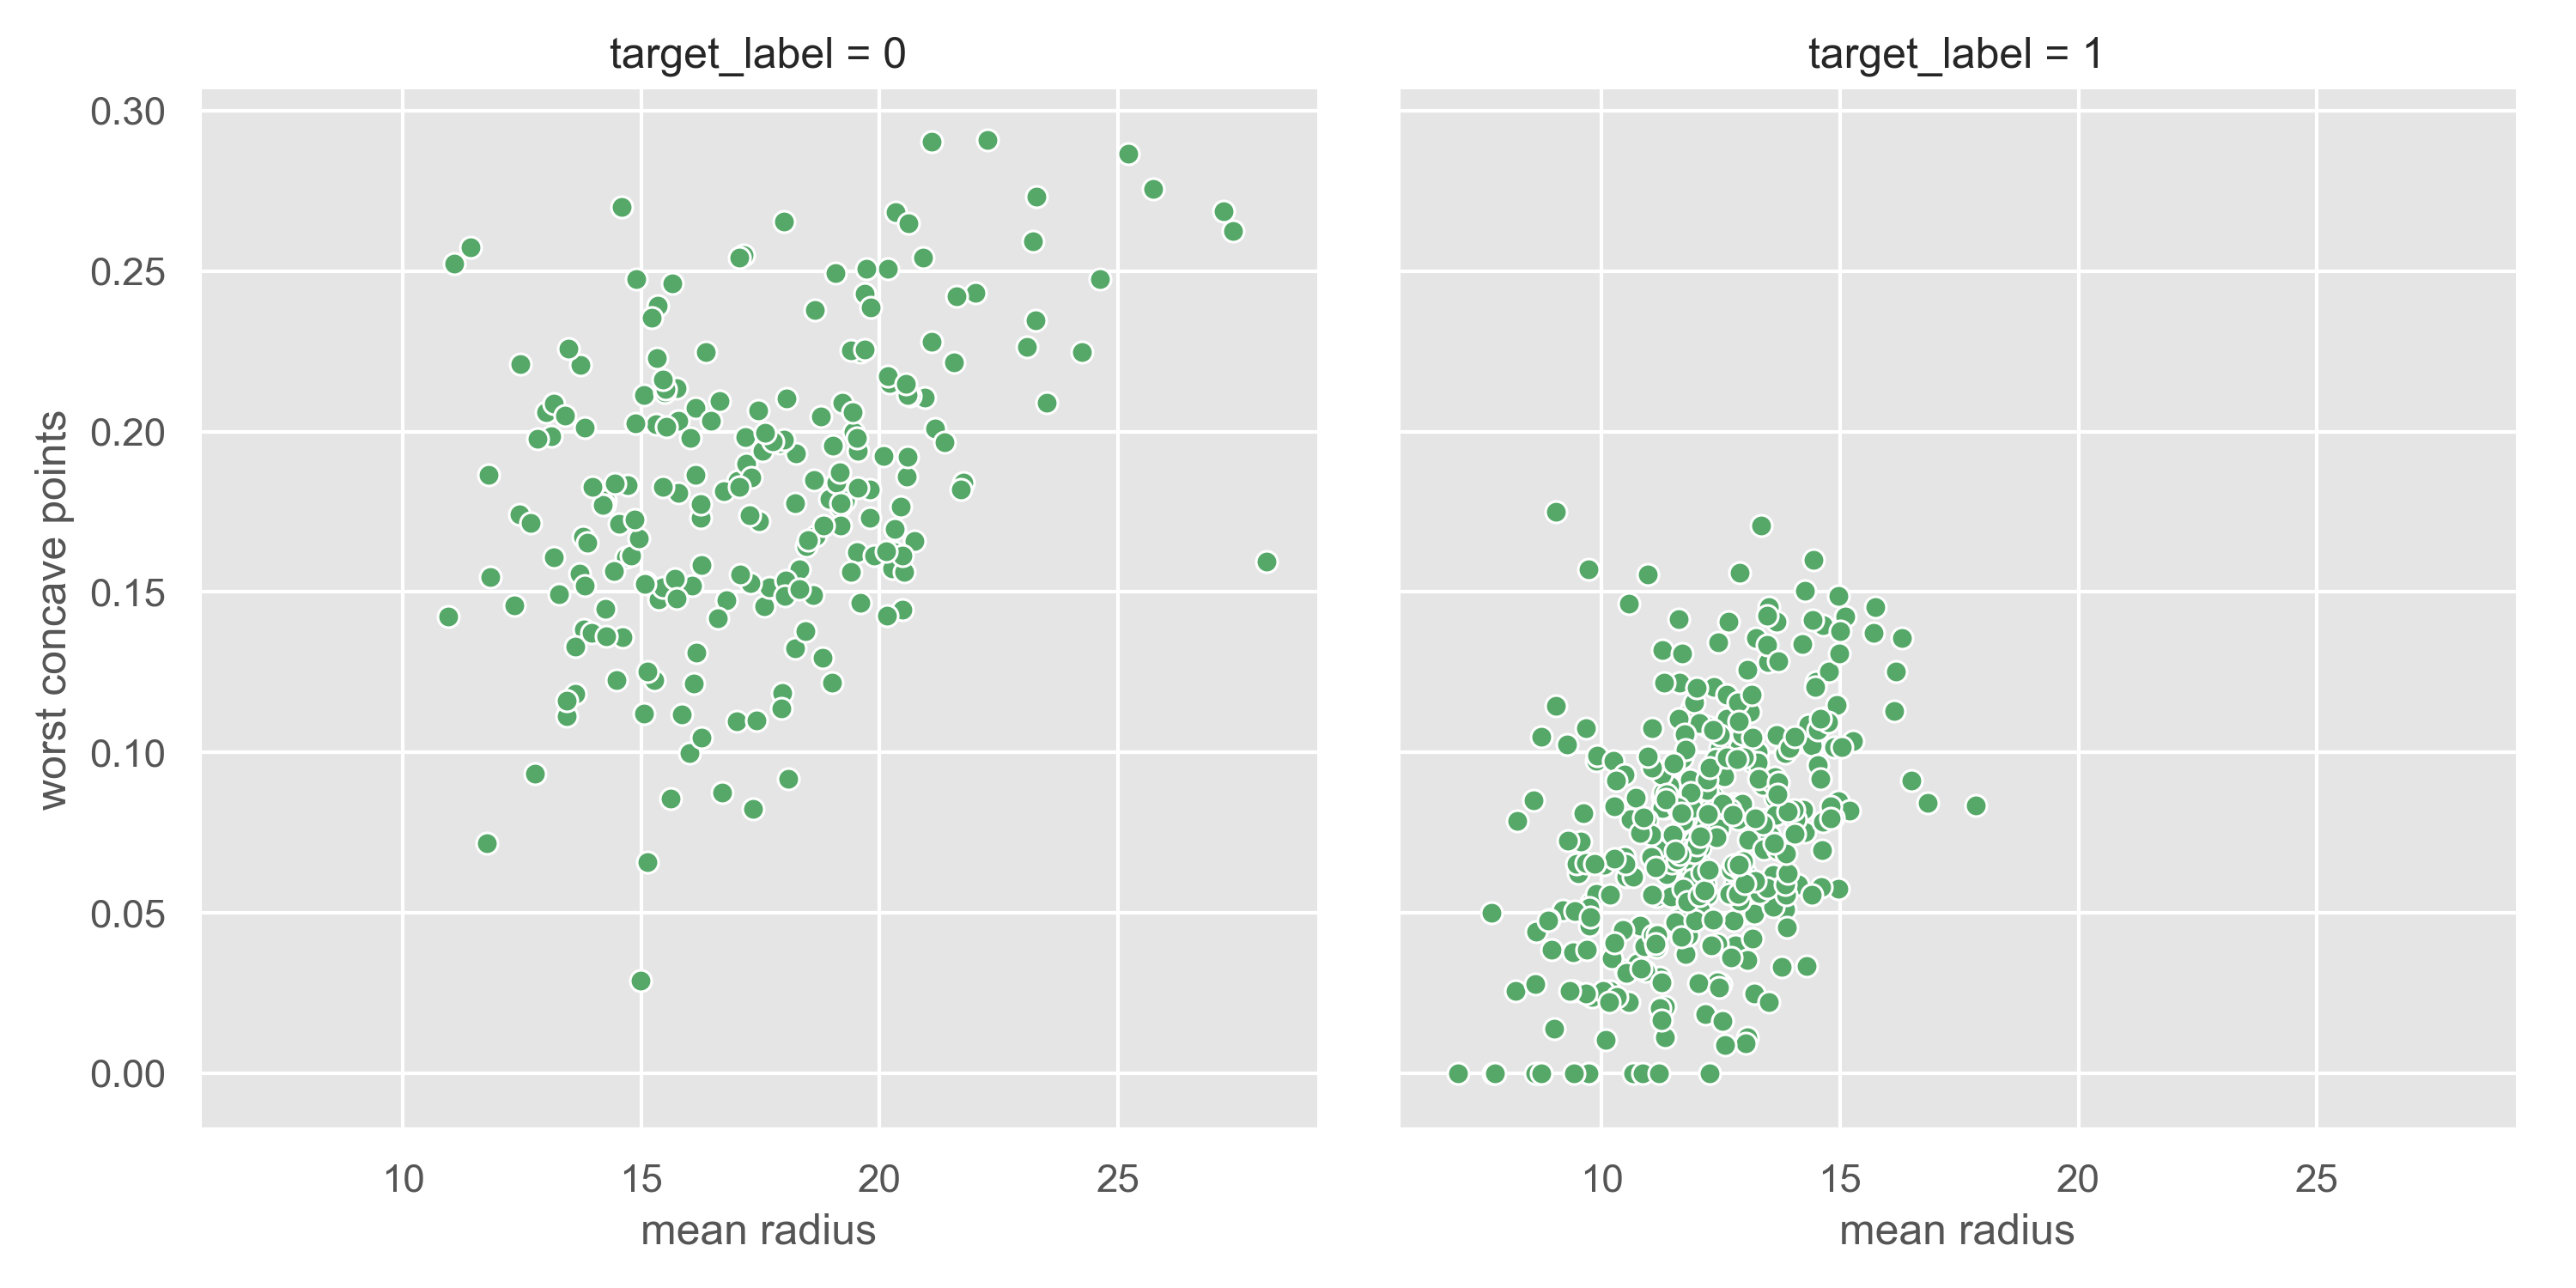 target_label = 0
target_label = 1
0.30
0.25
0.20
0.15
0.10
0.05
0.00
worst concave points
10 15 20 25
10 15 20 25
mean radius
mean radius